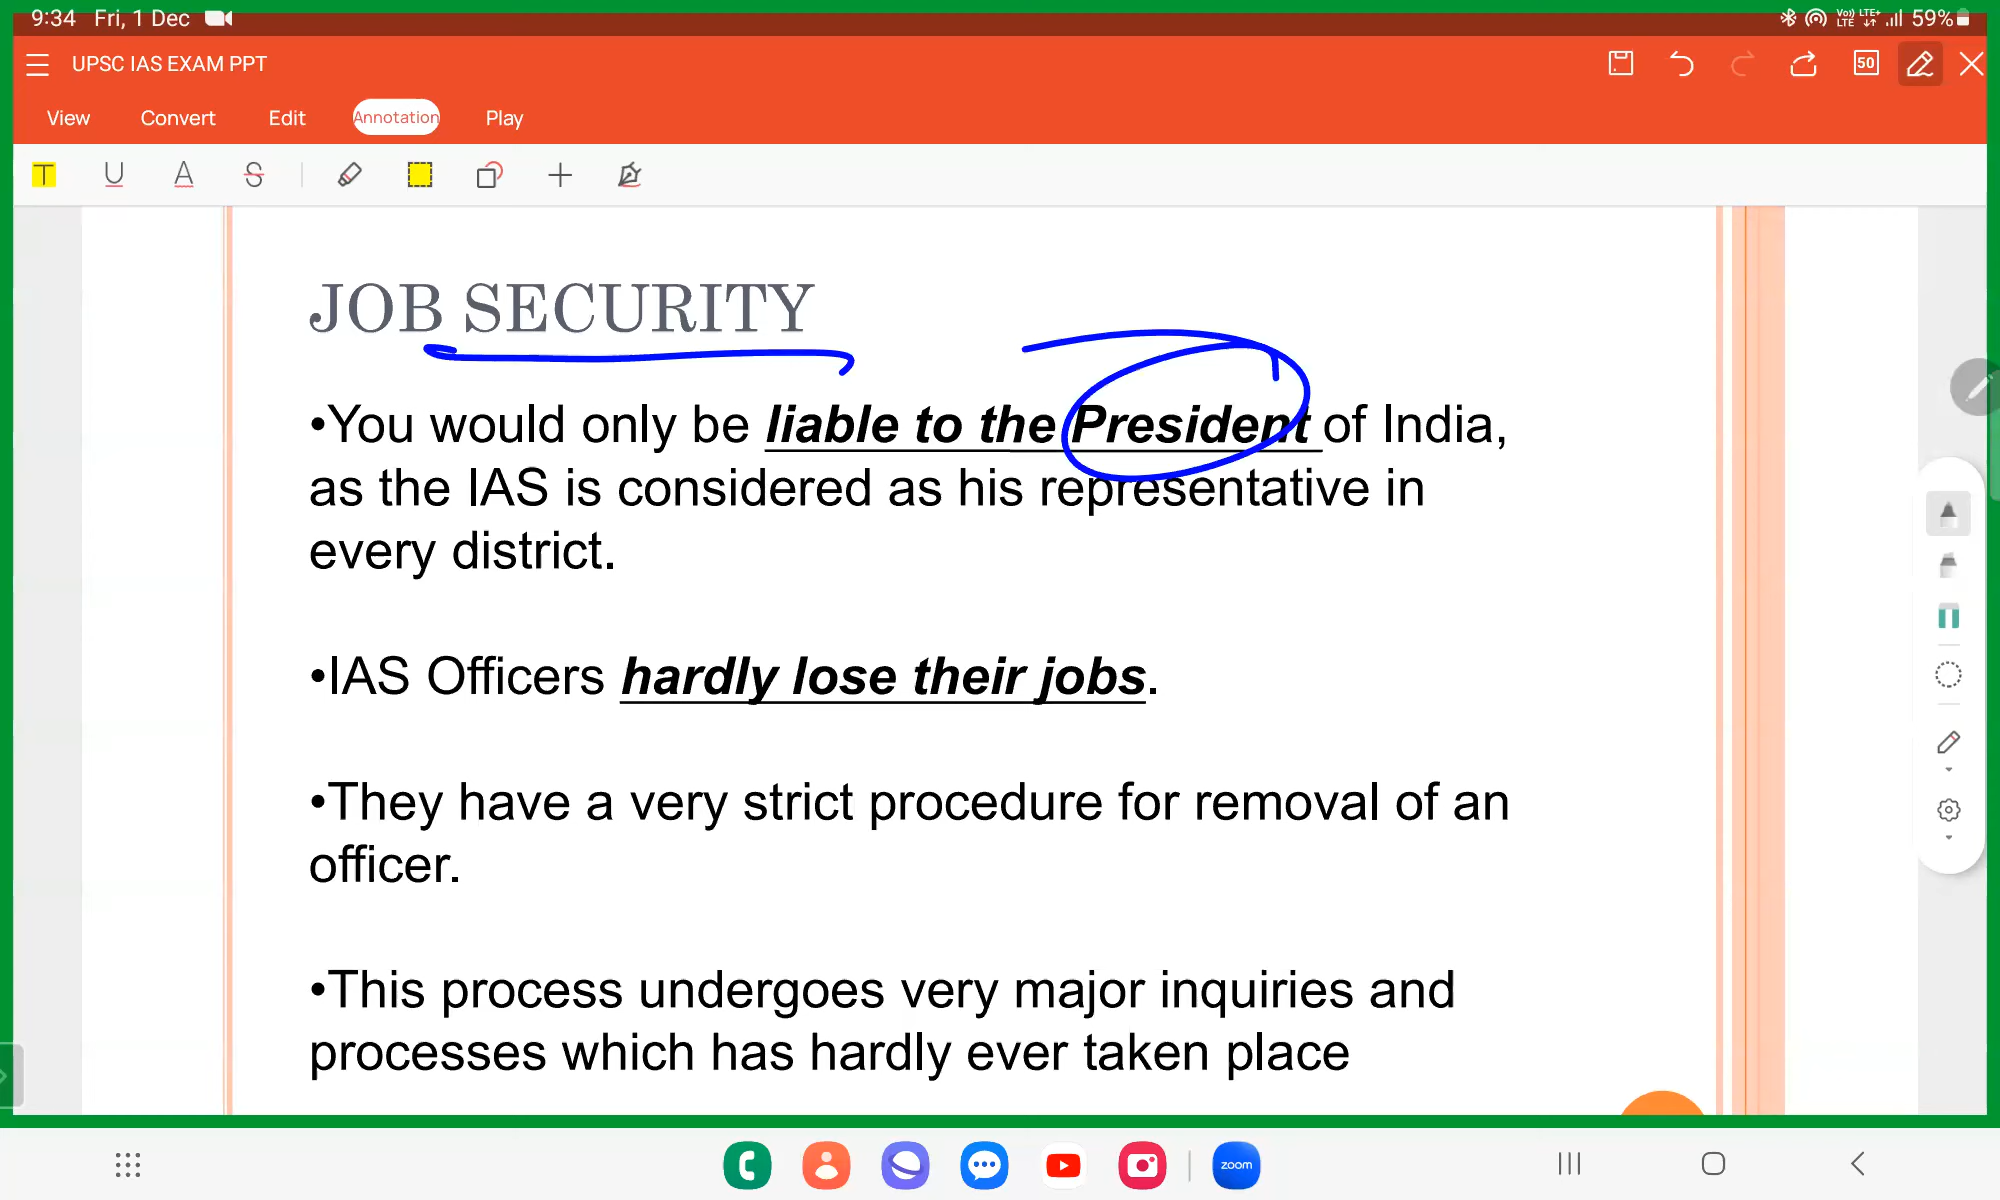 9:34 Fri, 1 Dec
Vo) LTE LTE+ 59%
UPSC IAS EXAM PPT
50
View Convert Edit Annotation Play
T U A S
JOB SECURITY
•You would only be liable to the President of India,
as the IAS is considered as his representative in
every district.
•IAS Officers hardly lose their jobs.
•They have a very strict procedure for removal of an
officer.
•This process undergoes very major inquiries and
processes which has hardly ever taken place
zoom